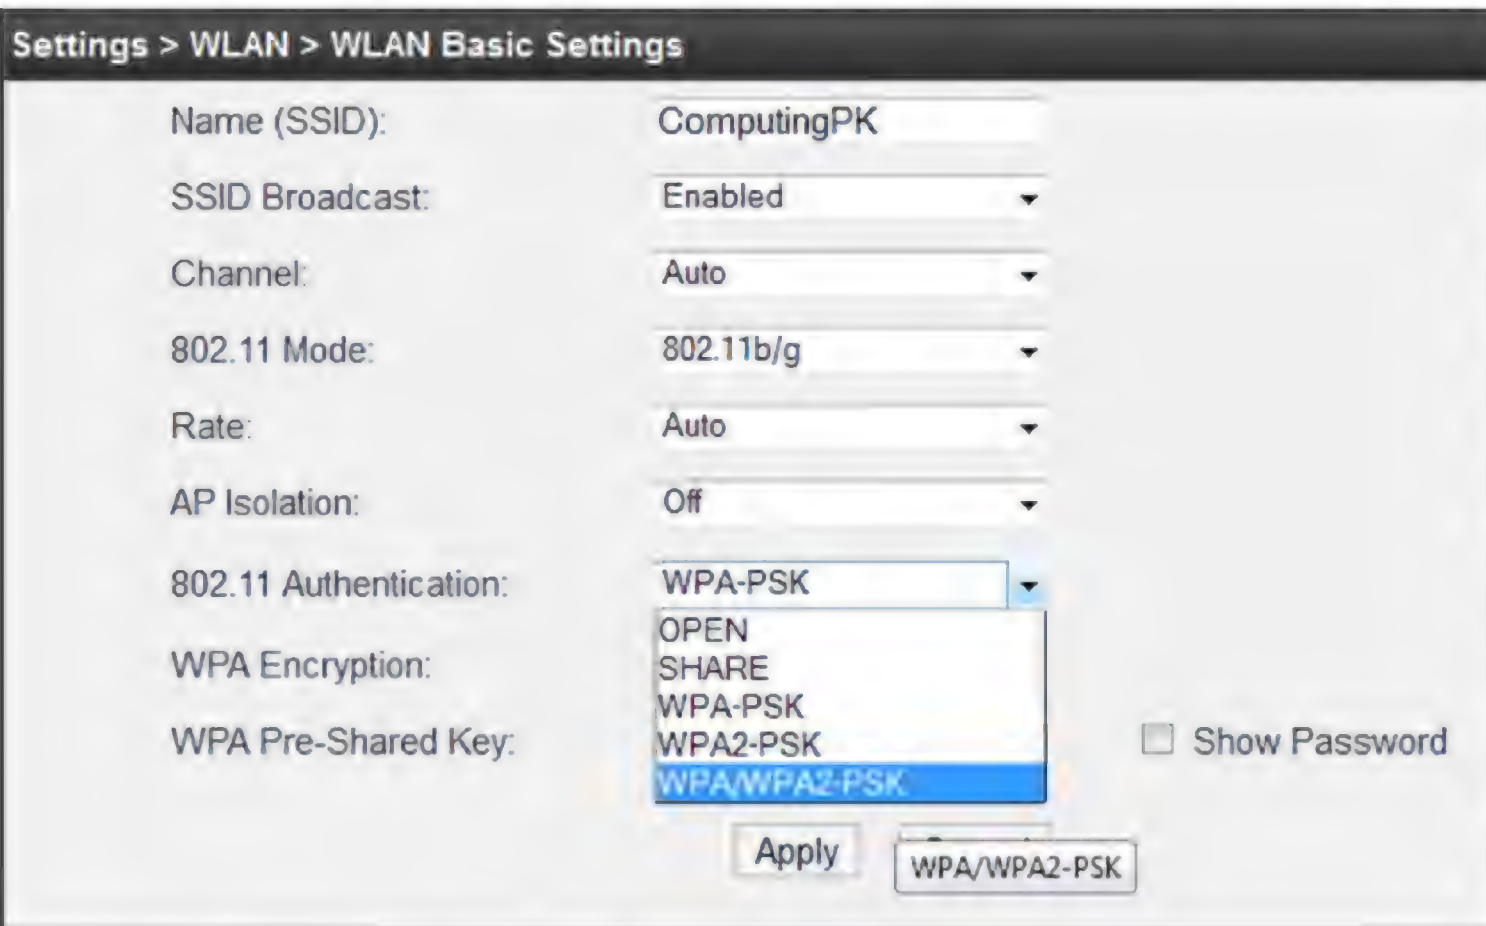 Settings > WLAN > WLAN Basic Settings
Name (SSID): ComputingPK
SSID Broadcast: Enabled
Channel: Auto
802.11 Mode: 802.11b/g
Rate: Auto
AP Isolation: Off
802.11 Authentication: WPA-PSK
OPEN
WPA Encryption: SHARE
WPA-PSK
WPA Pre-Shared Key: WPA2-PSK Show Password
WPA/WPA2-PSK
Apply
WPA/WPA2-PSK